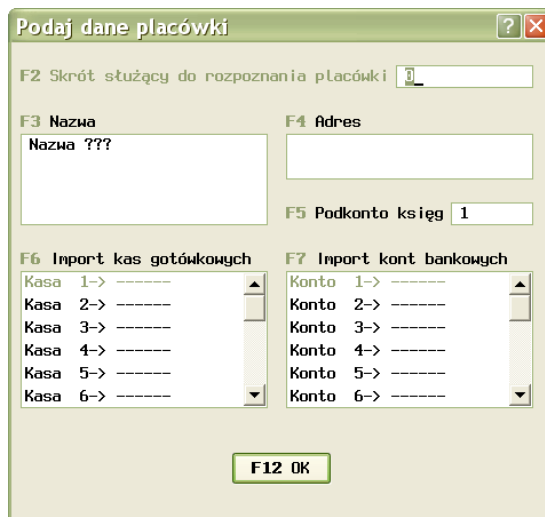 Podaj dane placówki
F2 Skrót służący do rozpoznania placówki 0_
F3 Nazwa
Nazwa ???
F4 Adres
F5 Podkonto księg 1
F6 Import kas gotówkowych
Kasa 1-> ------
Kasa 2-> ------
Kasa 3-> ------
Kasa 4-> ------
Kasa 5-> ------
Kasa 6-> ------
F7 Import kont bankowych
Konto 1-> ------
Konto 2-> ------
Konto 3-> ------
Konto 4-> ------
Konto 5-> ------
Konto 6-> ------
F12 OK